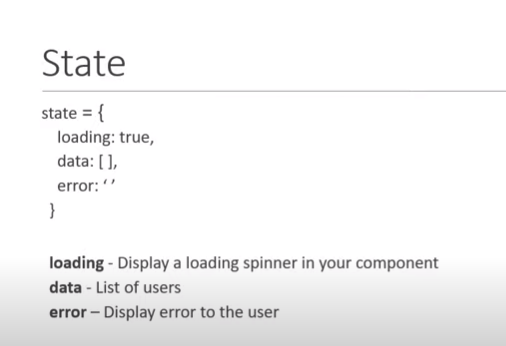 State
state = {
loading: true,
data: [ ],
error: ‘ ’
}
loading - Display a loading spinner in your component
data - List of users
error – Display error to the user